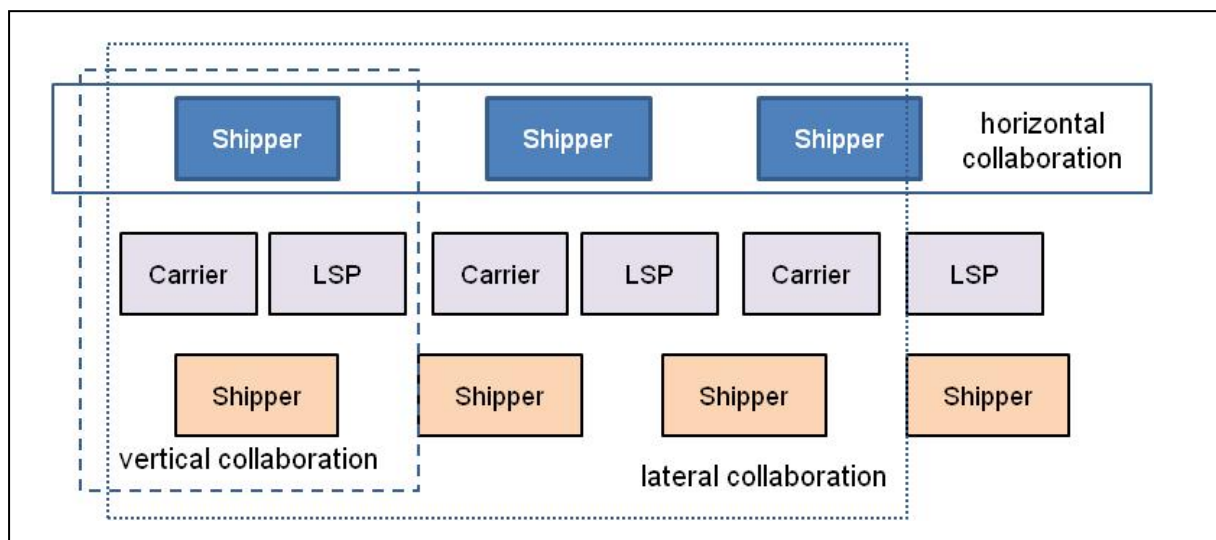 Shipper
Shipper
Shipper
horizontal
collaboration
Carrier
LSP
Carrier
LSP
Carrier
LSP
Shipper
Shipper
Shipper
Shipper
vertical collaboration
lateral collaboration